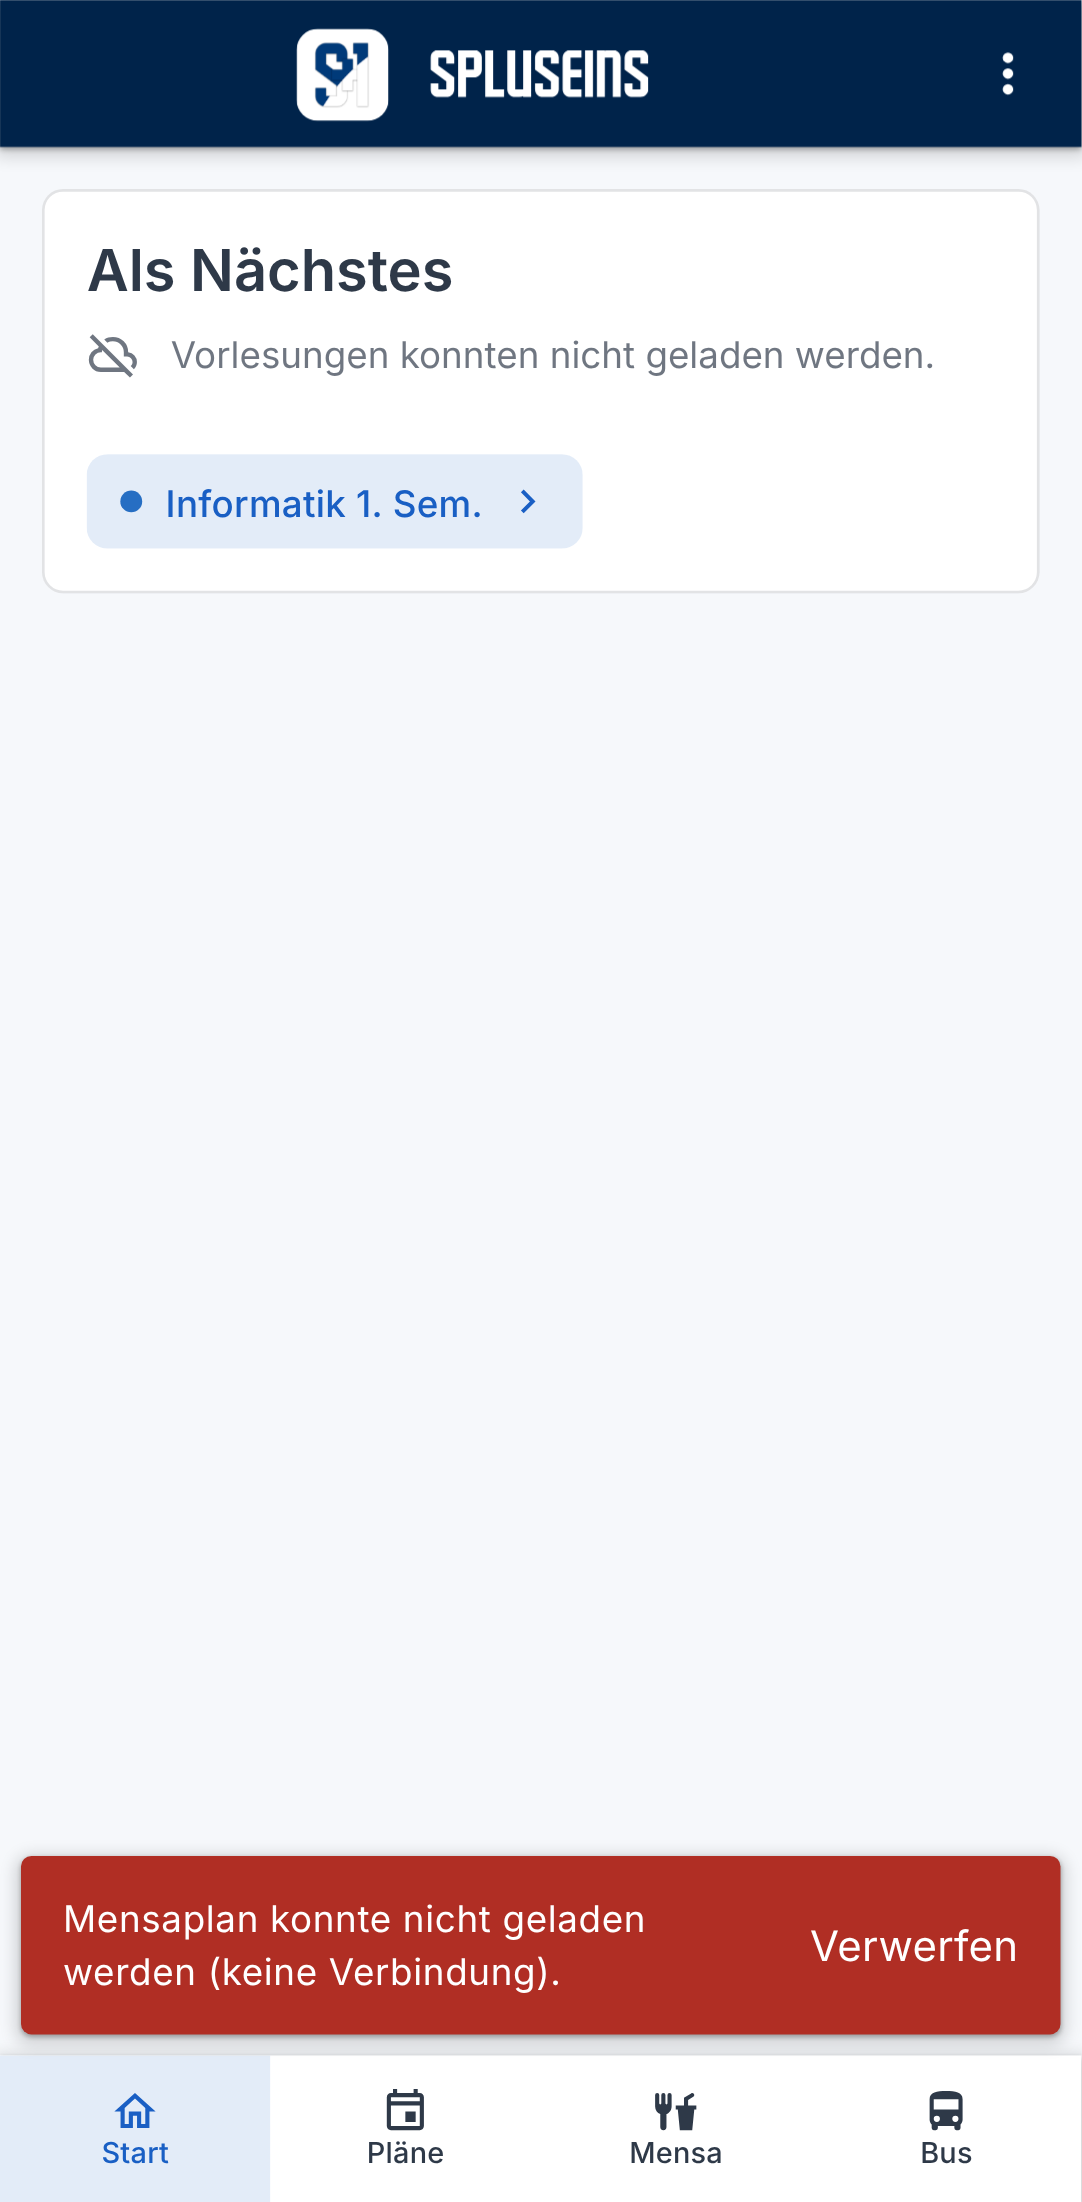 SPLUSEINS
Als Nächstes
Vorlesungen konnten nicht geladen werden.
Informatik 1. Sem.
Mensaplan konnte nicht geladen
werden (keine Verbindung).
Verwerfen
Start
Pläne
Mensa
Bus